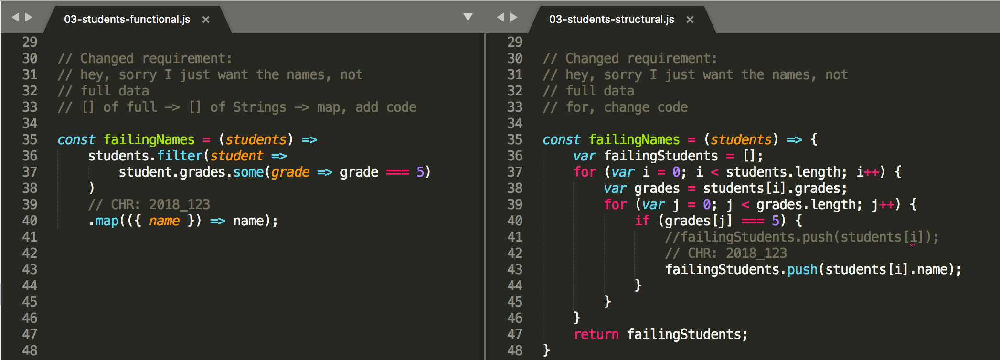 03-students-functional.js ×
29
30 // Changed requirement:
31 // hey, sorry I just want the names, not
32 // full data
33 // [] of full —> [] of Strings —> map, add code
34
35 const failingNames = (students) =>
36     students.filter(student =>
37         student.grades.some(grade => grade === 5)
38     )
39     // CHR: 2018_123
40     .map(({ name }) => name);
41
42
43
44
45
46
47
48
03-students-structural.js ×
29
30 // Changed requirement:
31 // hey, sorry I just want the names, not
32 // full data
33 // for, change code
34
35 const failingNames = (students) => {
36     var failingStudents = [];
37     for (var i = 0; i < students.length; i++) {
38         var grades = students[i].grades;
39         for (var j = 0; j < grades.length; j++) {
40             if (grades[j] === 5) {
41                 //failingStudents.push(students[i]);
42                 // CHR: 2018_123
43                 failingStudents.push(students[i].name);
44             }
45         }
46     }
47     return failingStudents;
48 }